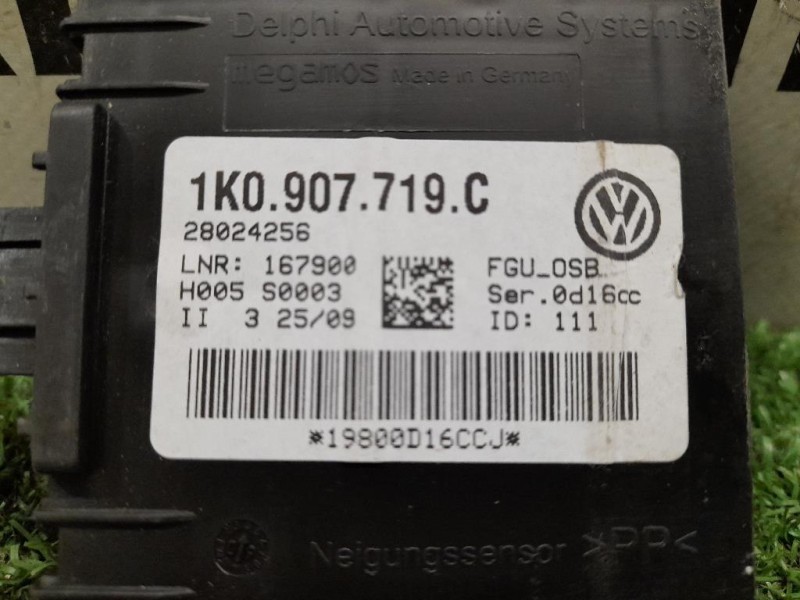 Delphi Automotive Systems
megamos Made in Germany
1K0.907.719.C
28024256
LNR: 167900 FGU_OSB
H005 S0003 Ser.0d16cc
II 3 25/09 ID: 111
*19800D16CCJ*
Neigungssensor >PP<